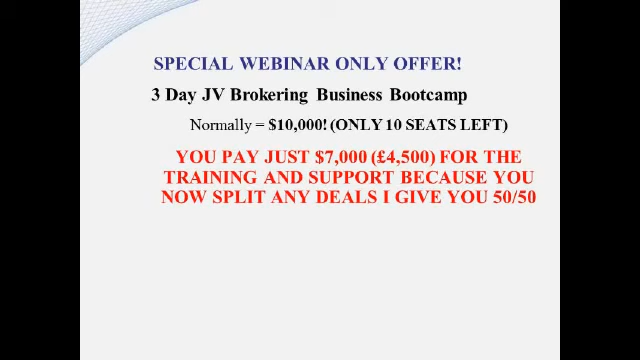 SPECIAL WEBINAR ONLY OFFER!
3 Day JV Brokering Business Bootcamp
Normally = $10,000! (ONLY 10 SEATS LEFT)
YOU PAY JUST $7,000 (£4,500) FOR THE
TRAINING AND SUPPORT BECAUSE YOU
NOW SPLIT ANY DEALS I GIVE YOU 50/50